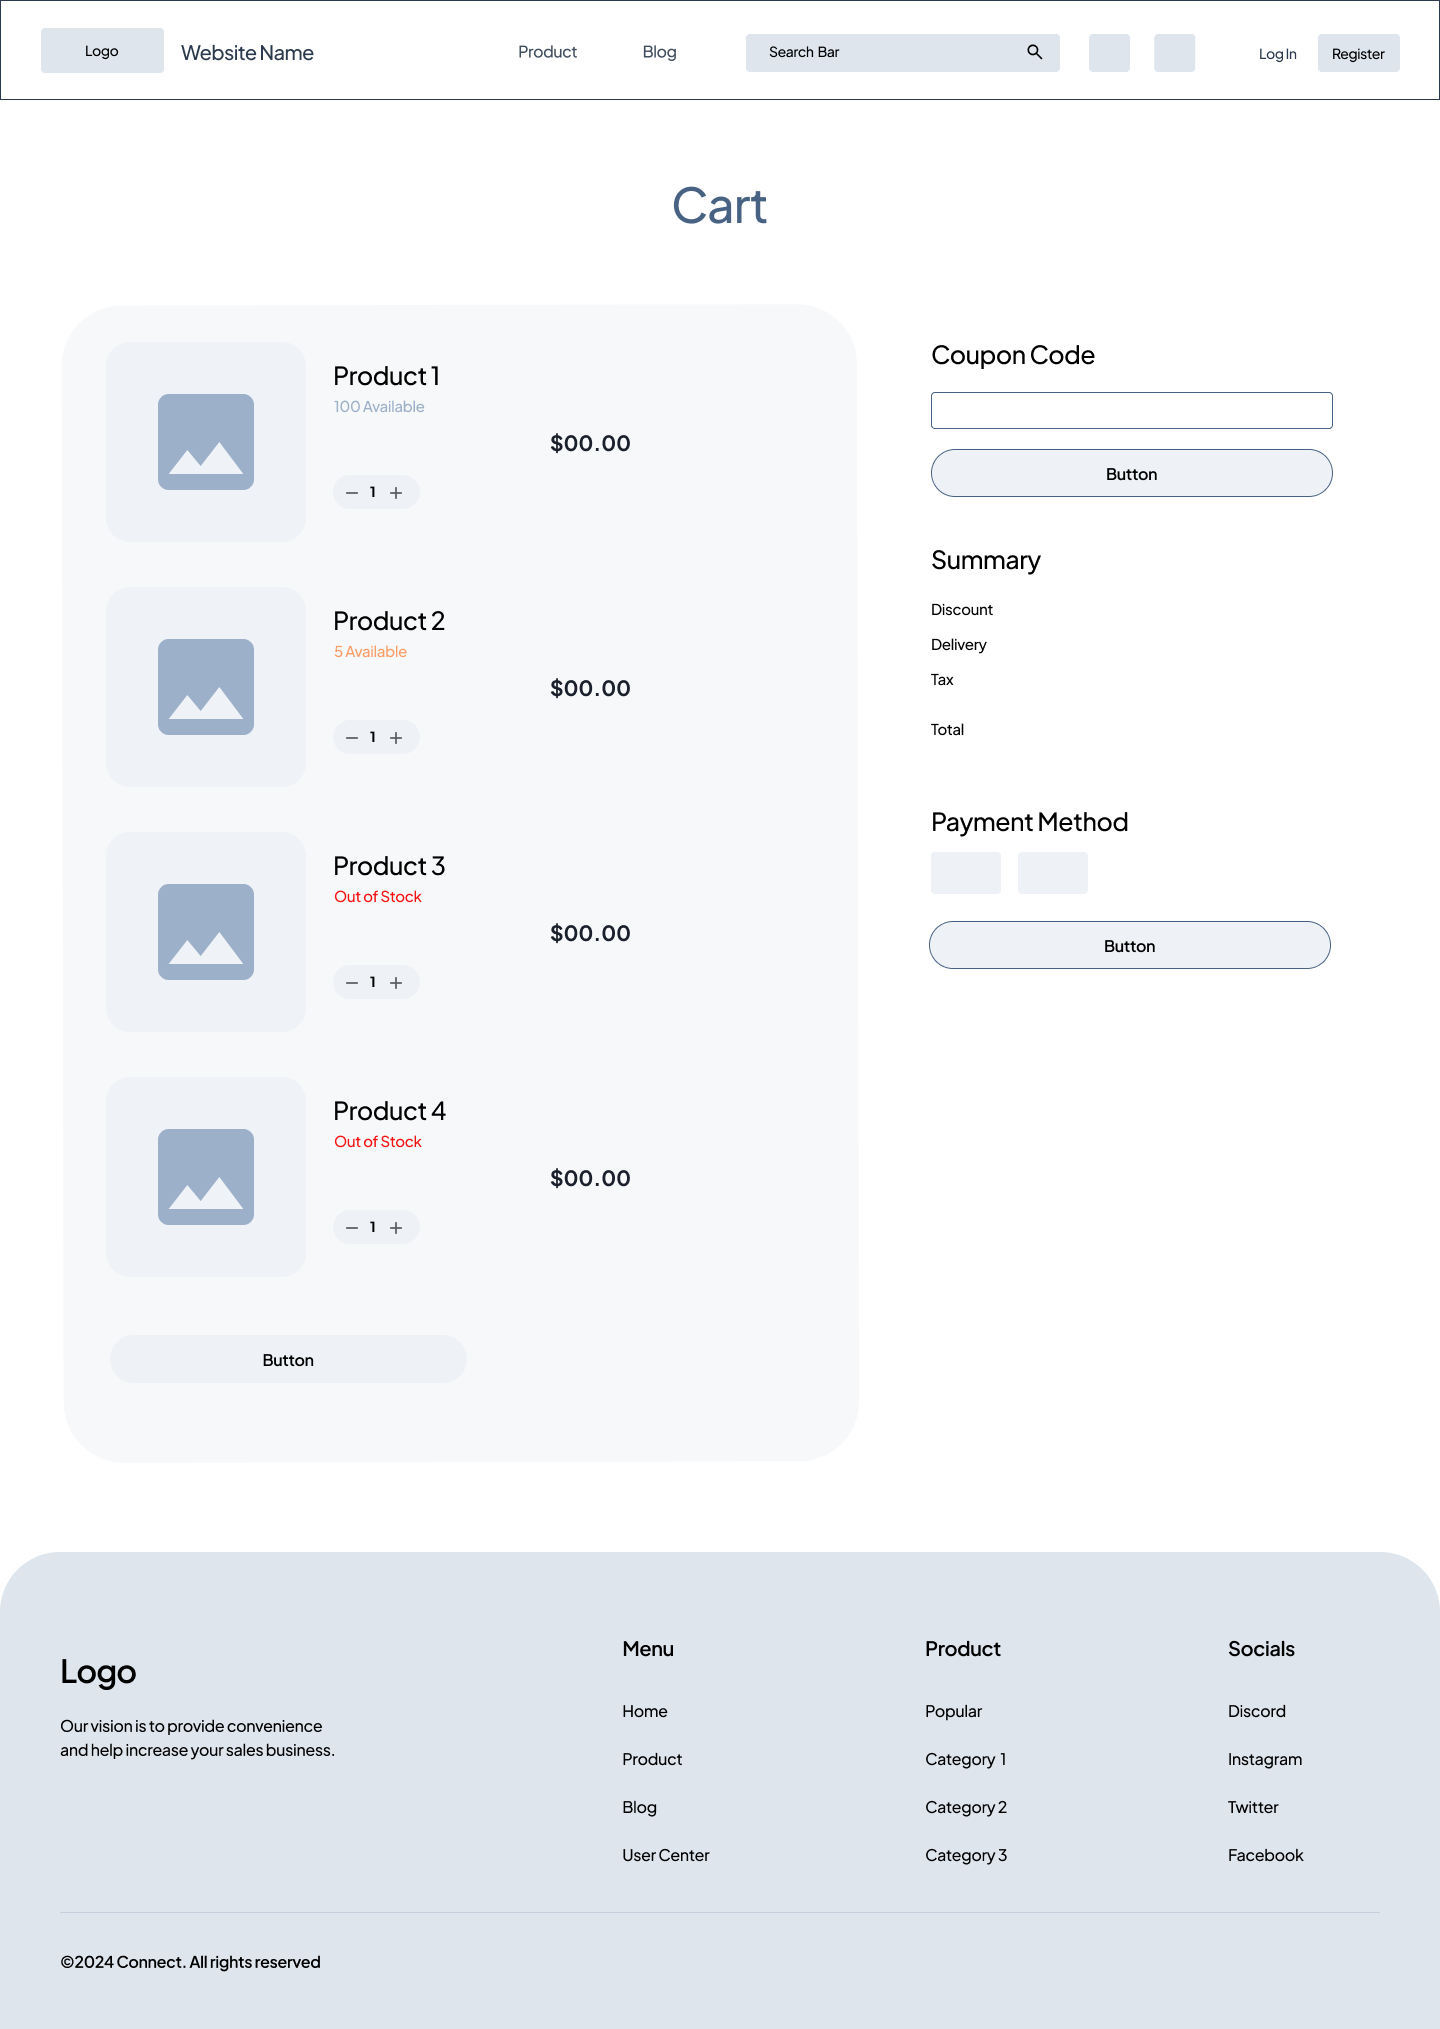 Logo
Website Name
Product
Blog
Search Bar
Log In
Register
Cart
Product 1
100 Available
$00.00
1
Product 2
5 Available
$00.00
1
Product 3
Out of Stock
$00.00
1
Product 4
Out of Stock
$00.00
1
Button
Coupon Code
Button
Summary
Discount
Delivery
Tax
Total
Payment Method
Button
Logo
Our vision is to provide convenience
and help increase your sales business.
Menu
Home
Product
Blog
User Center
Product
Popular
Category 1
Category 2
Category 3
Socials
Discord
Instagram
Twitter
Facebook
©2024 Connect. All rights reserved